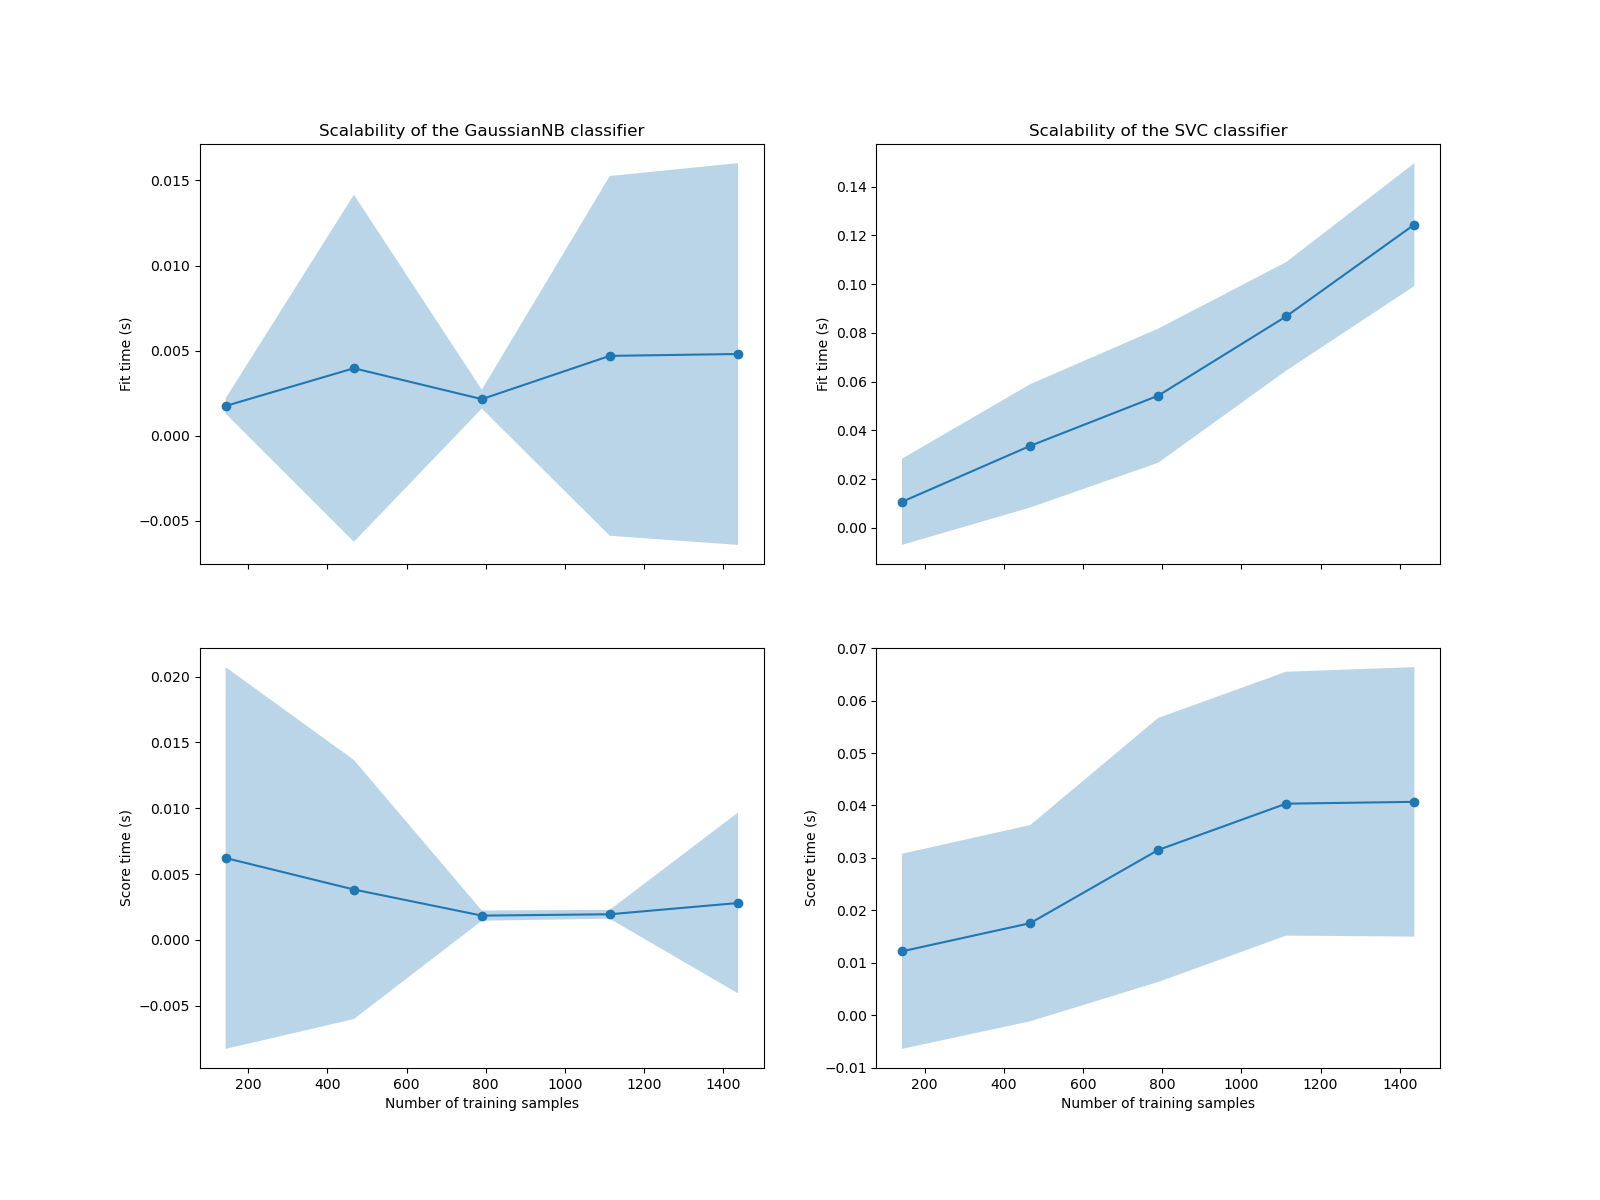 Scalability of the GaussianNB classifier
0.015
0.010
0.005
0.000
−0.005
Fit time (s)
Scalability of the SVC classifier
0.14
0.12
0.10
0.08
0.06
0.04
0.02
0.00
Fit time (s)
0.020
0.015
0.010
0.005
0.000
−0.005
Score time (s)
200 400 600 800 1000 1200 1400
Number of training samples
0.07
0.06
0.05
0.04
0.03
0.02
0.01
0.00
−0.01
Score time (s)
200 400 600 800 1000 1200 1400
Number of training samples